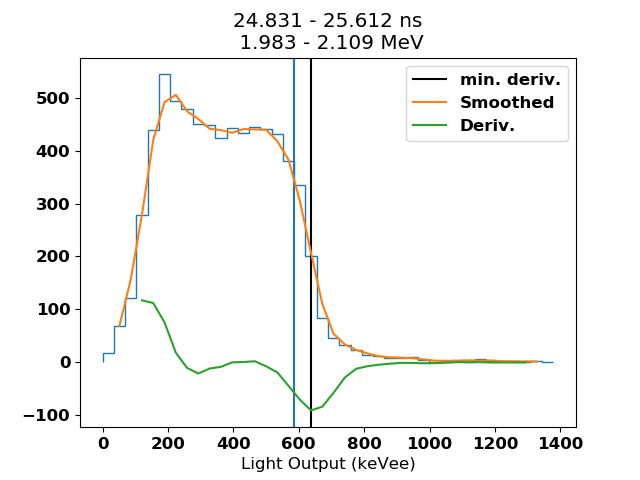 24.831 - 25.612 ns
1.983 - 2.109 MeV
min. deriv.
Smoothed
Deriv.
500
400
300
200
100
0
−100
0 200 400 600 800 1000 1200 1400
Light Output (keVee)